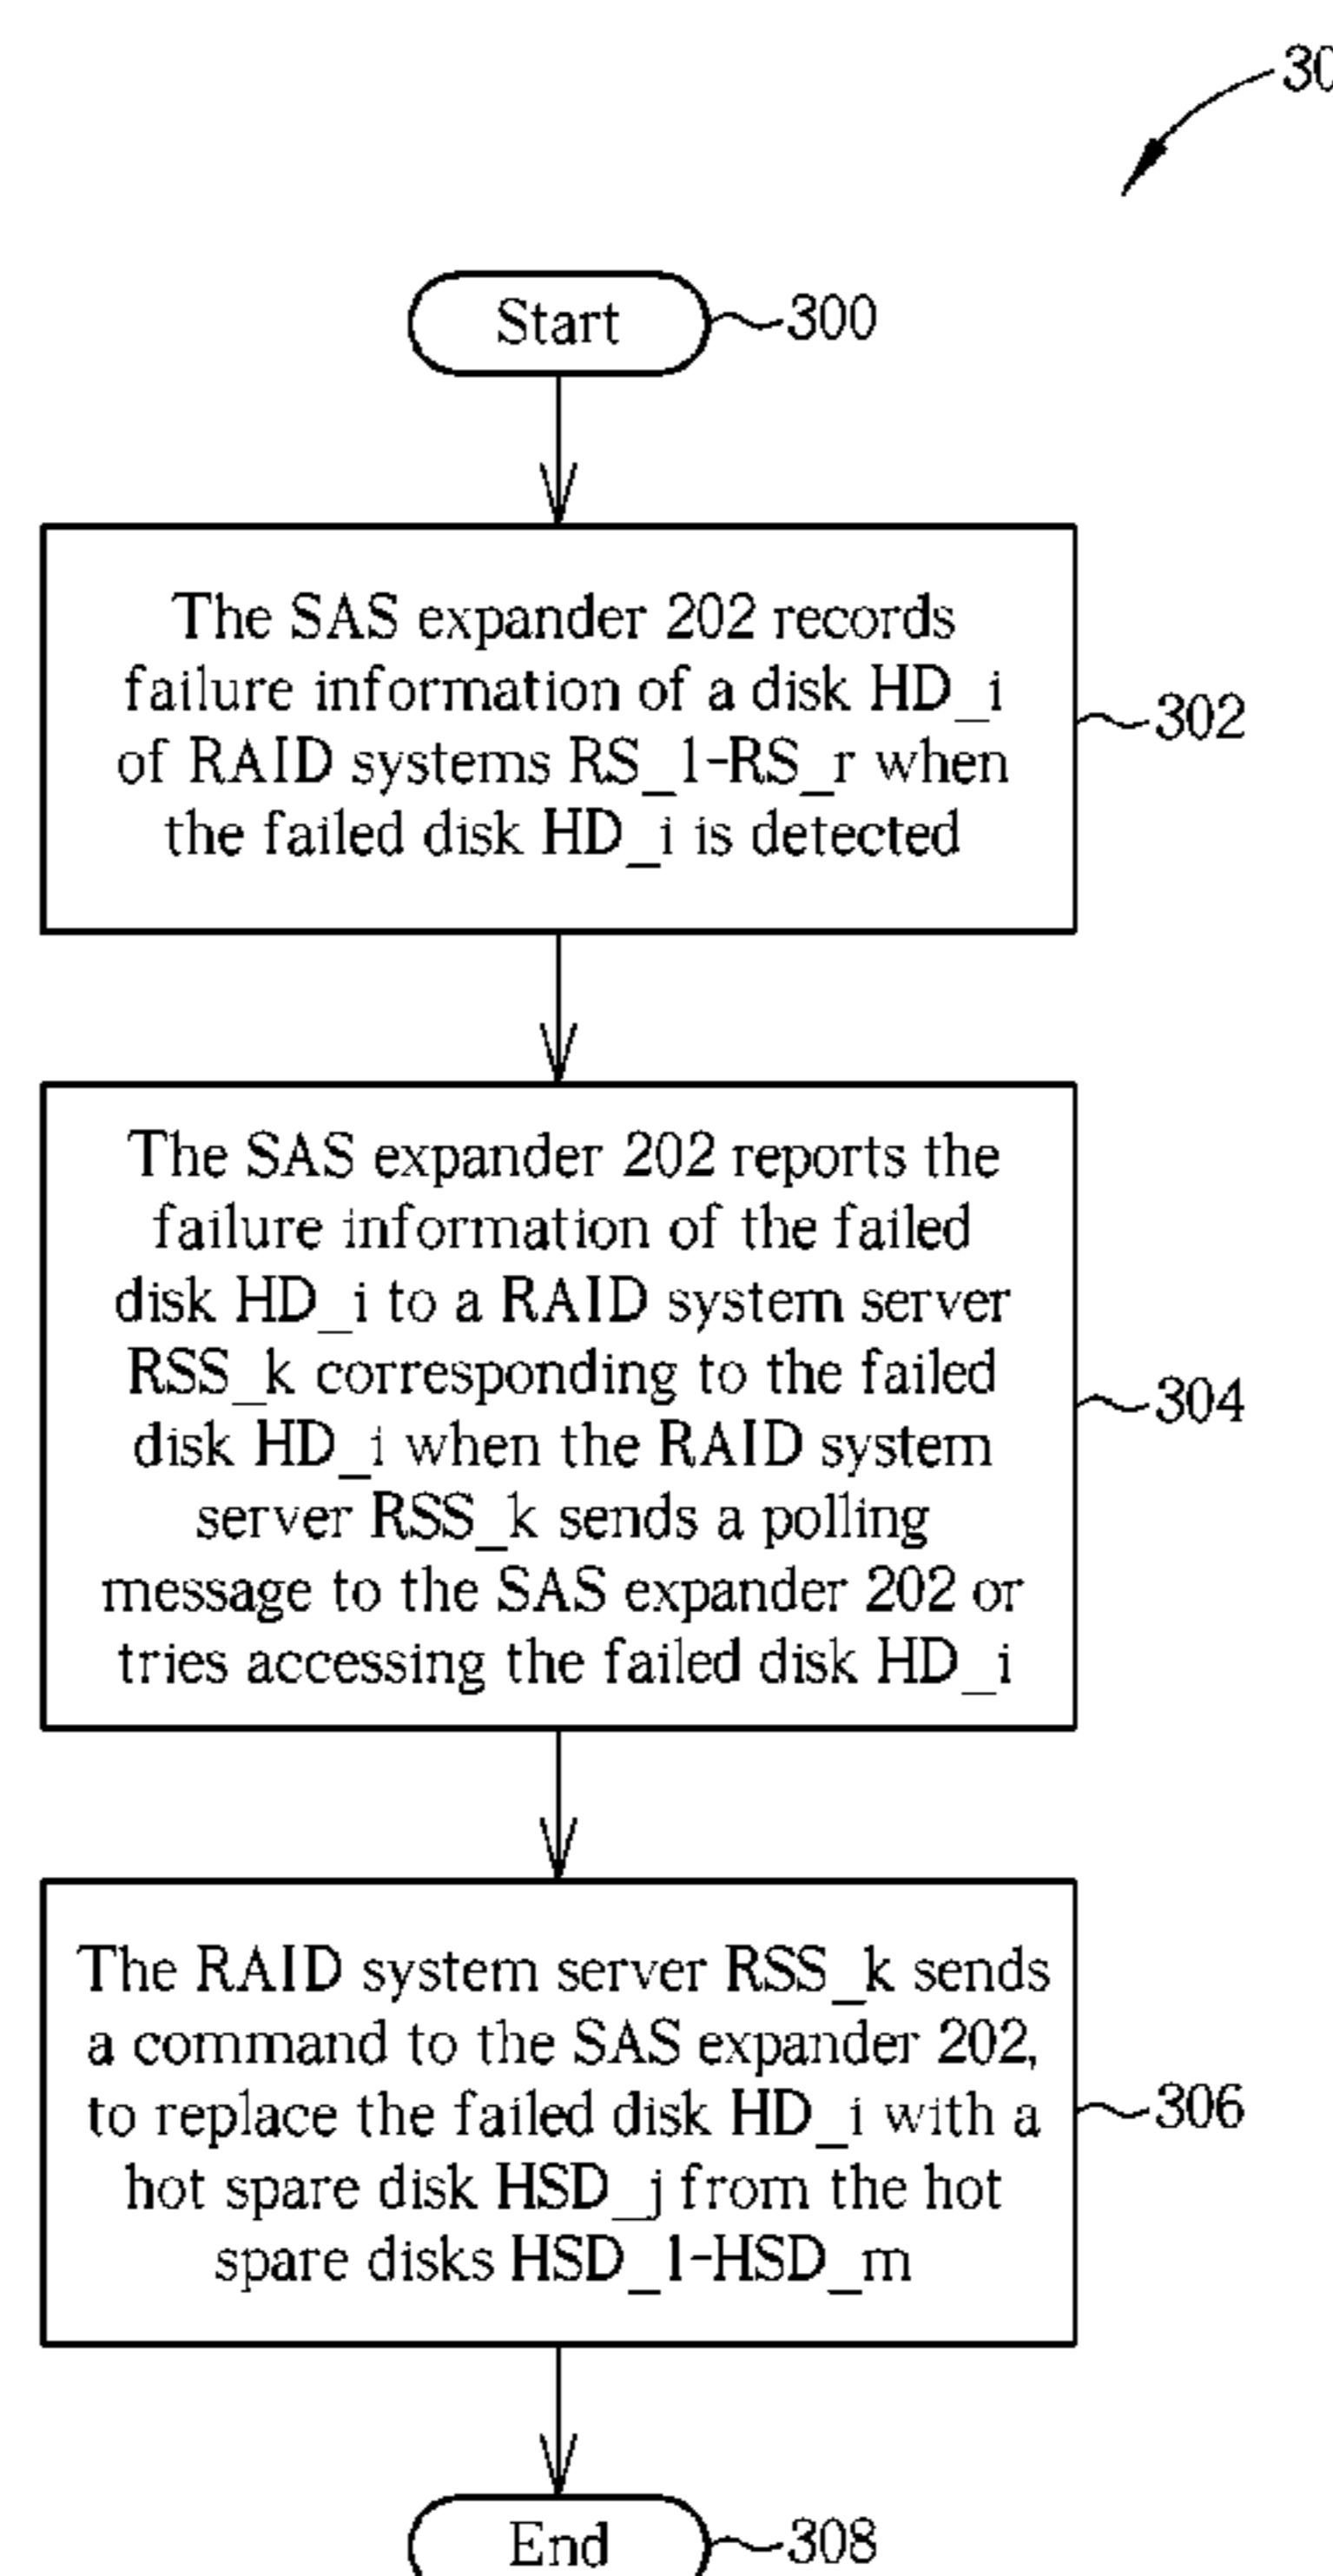 30
Start
300
The SAS expander 202 records
failure information of a disk HD_i
of RAID systems RS_1-RS_r when
the failed disk HD_i is detected
302
The SAS expander 202 reports the
failure information of the failed
disk HD_i to a RAID system server
RSS_k corresponding to the failed
disk HD_i when the RAID system
server RSS_k sends a polling
message to the SAS expander 202 or
tries accessing the failed disk HD_i
304
The RAID system server RSS_k sends
a command to the SAS expander 202,
to replace the failed disk HD_i with a
hot spare disk HSD_j from the hot
spare disks HSD_1-HSD_m
306
End
308